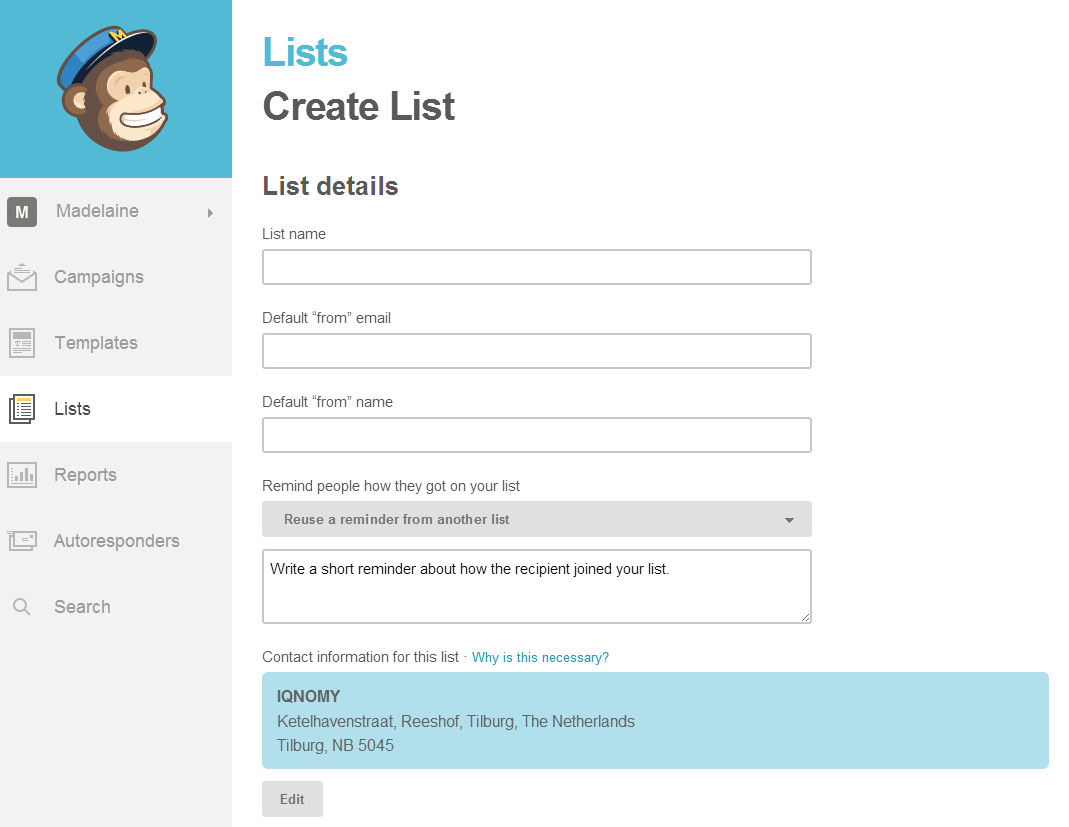 Lists
Create List
M
Madelaine
Campaigns
Templates
Lists
Reports
Autoresponders
Search
List details
List name
Default “from” email
Default “from” name
Remind people how they got on your list
Reuse a reminder from another list
Write a short reminder about how the recipient joined your list.
Contact information for this list · Why is this necessary?
IQNOMY
Ketelhavenstraat, Reeshof, Tilburg, The Netherlands
Tilburg, NB 5045
Edit